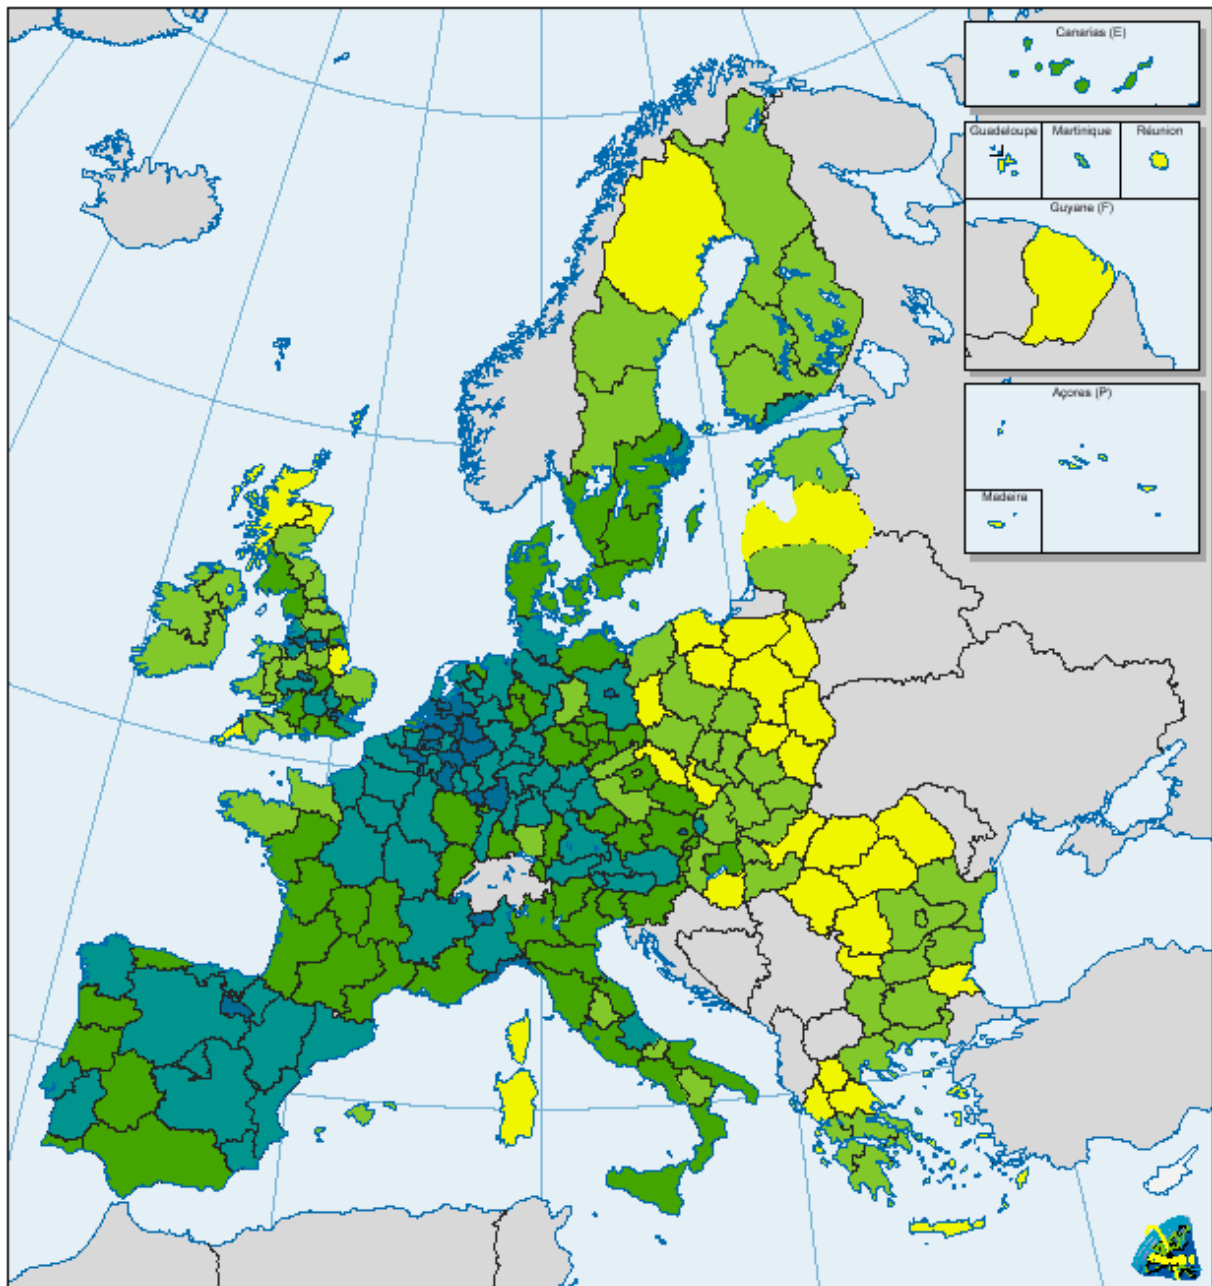 Canarias (E)
Guadeloupe
Martinique
Réunion
Guyane (F)
Açores (P)
Madeira